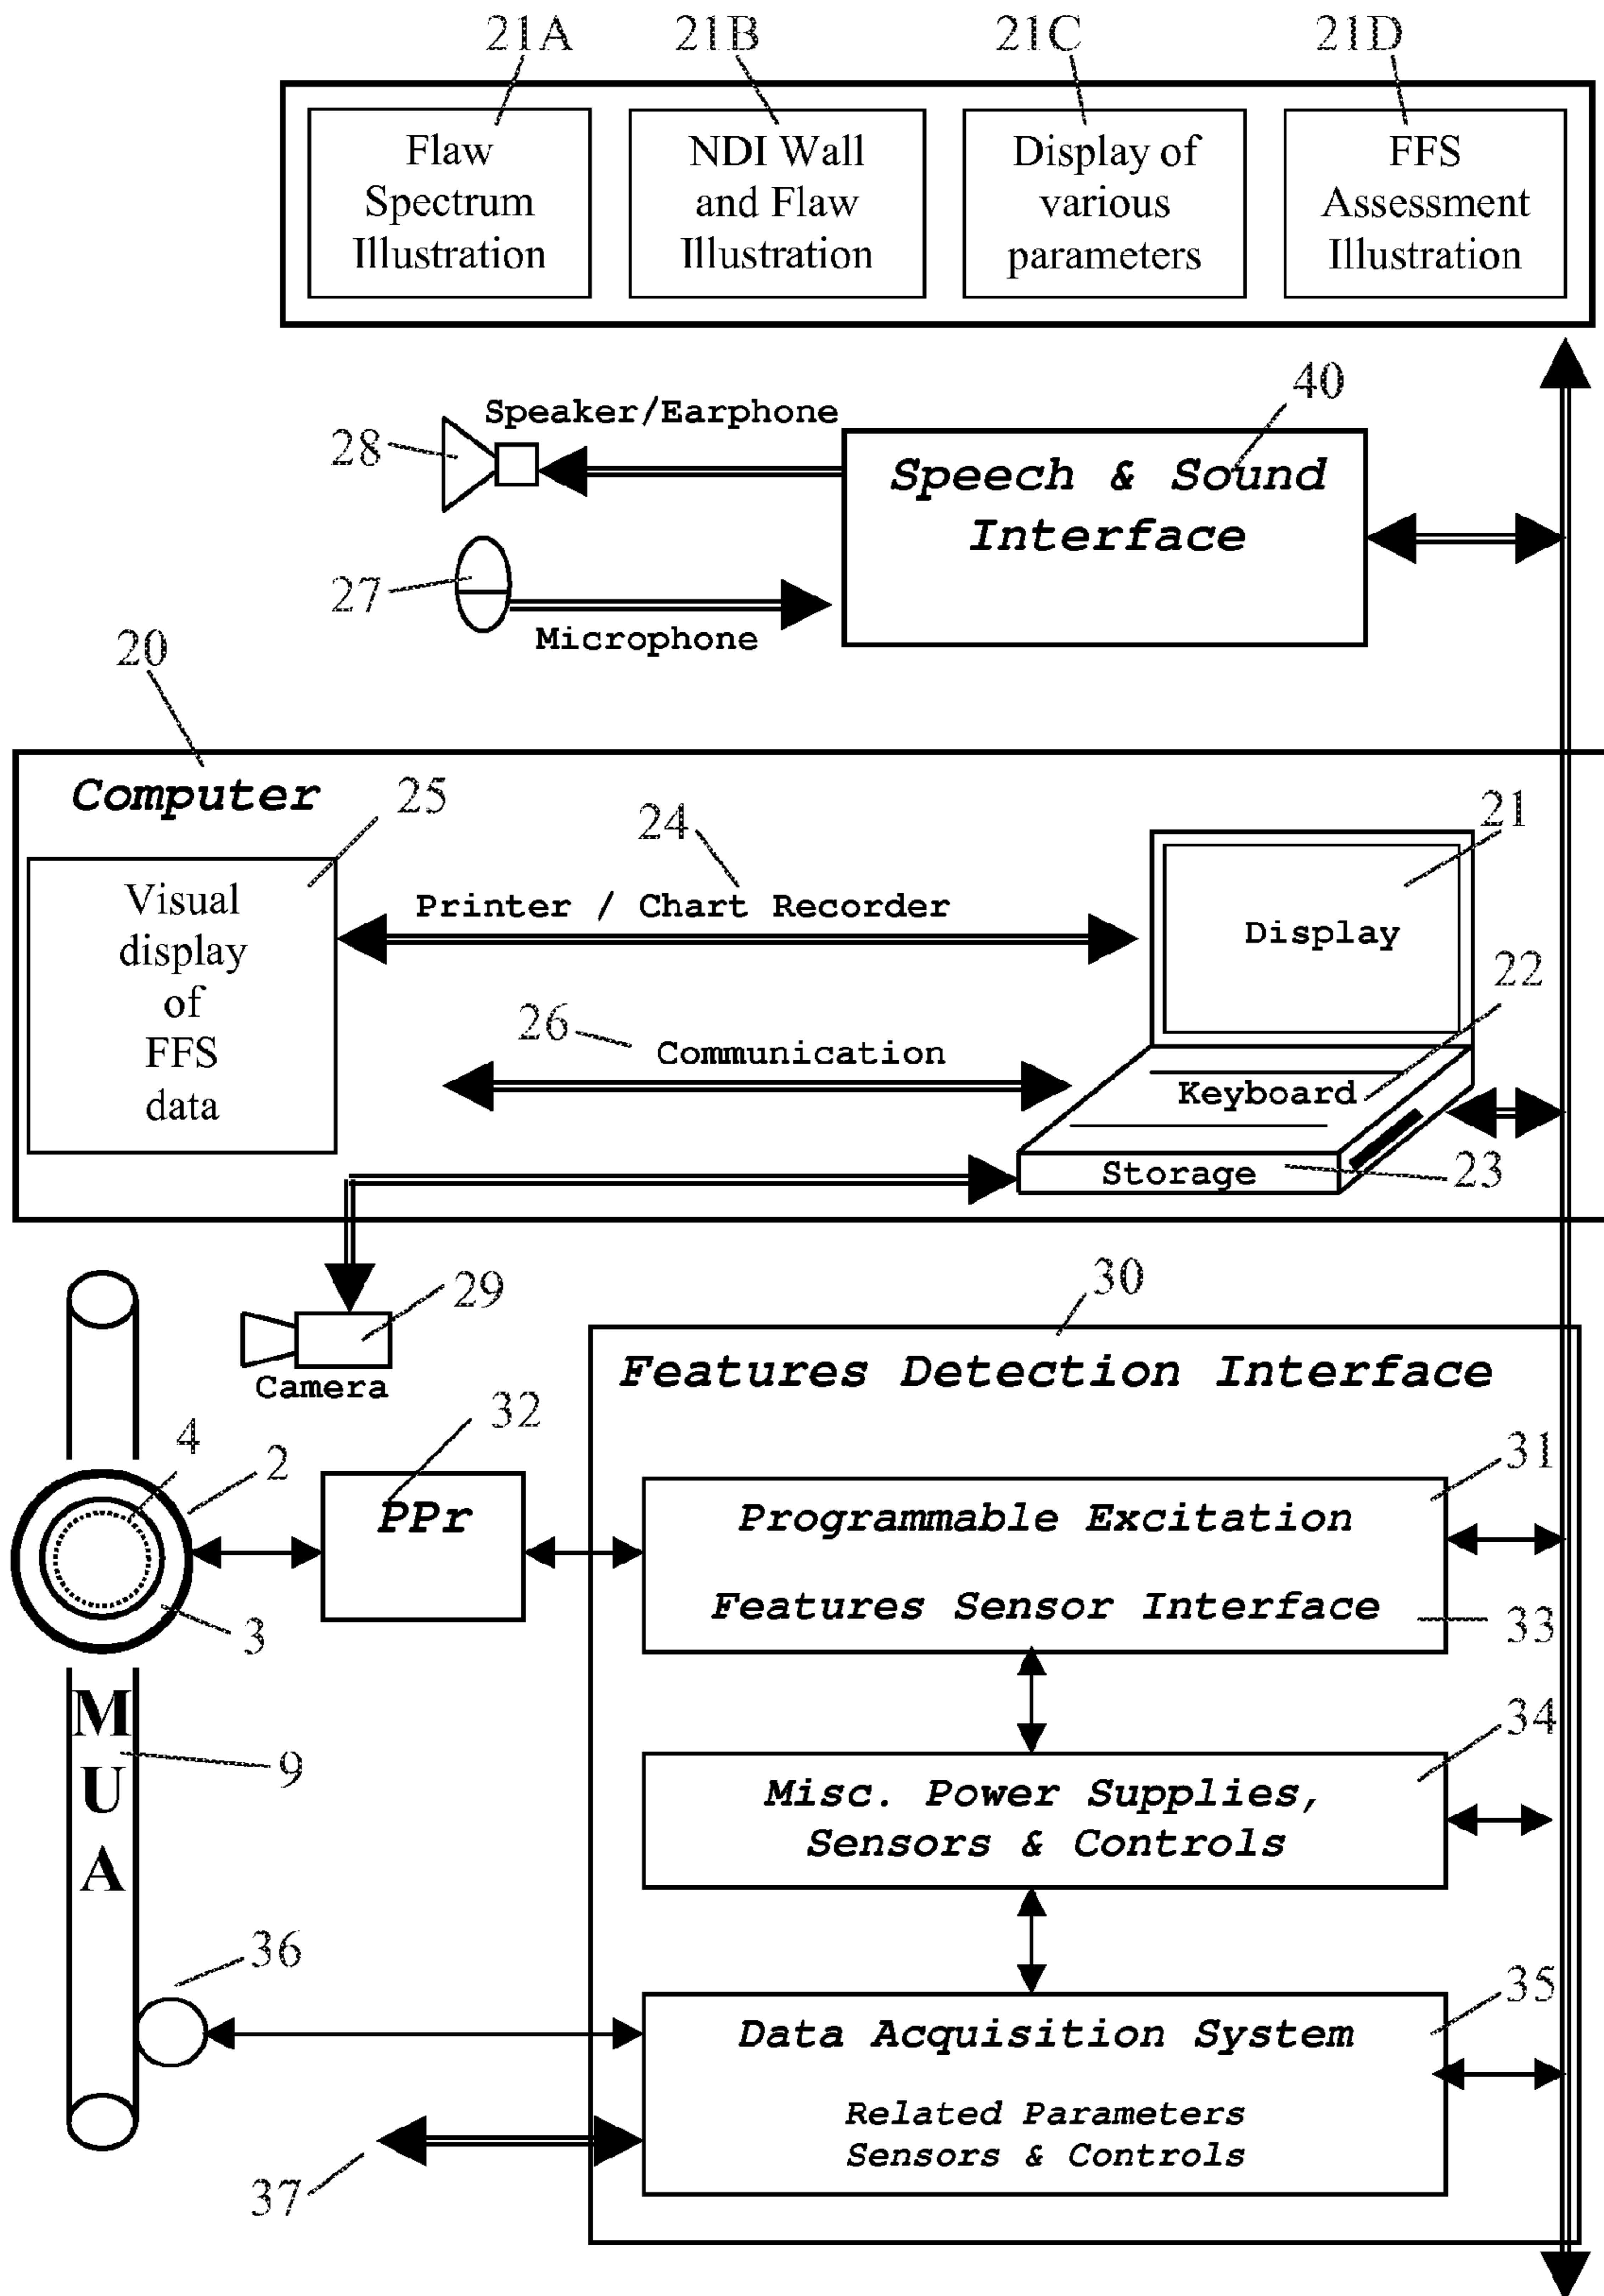 21A 21B 21C 21D
Flaw
Spectrum
Illustration
NDI Wall
and Flaw
Illustration
Display of
various
parameters
FFS
Assessment
Illustration
40
Speaker/Earphone
28
Speech & Sound
Interface
27
Microphone
20
Computer
25
24
21
Visual
display
of
FFS
data
Printer / Chart Recorder
Display
22
26
Communication
Keyboard
Storage
23
30
29
Camera
Features Detection Interface
32
4
2
31
PPr
Programmable Excitation
Features Sensor Interface
33
3
M
U
A
9
34
Misc. Power Supplies,
Sensors & Controls
36
35
Data Acquisition System
Related Parameters
Sensors & Controls
37